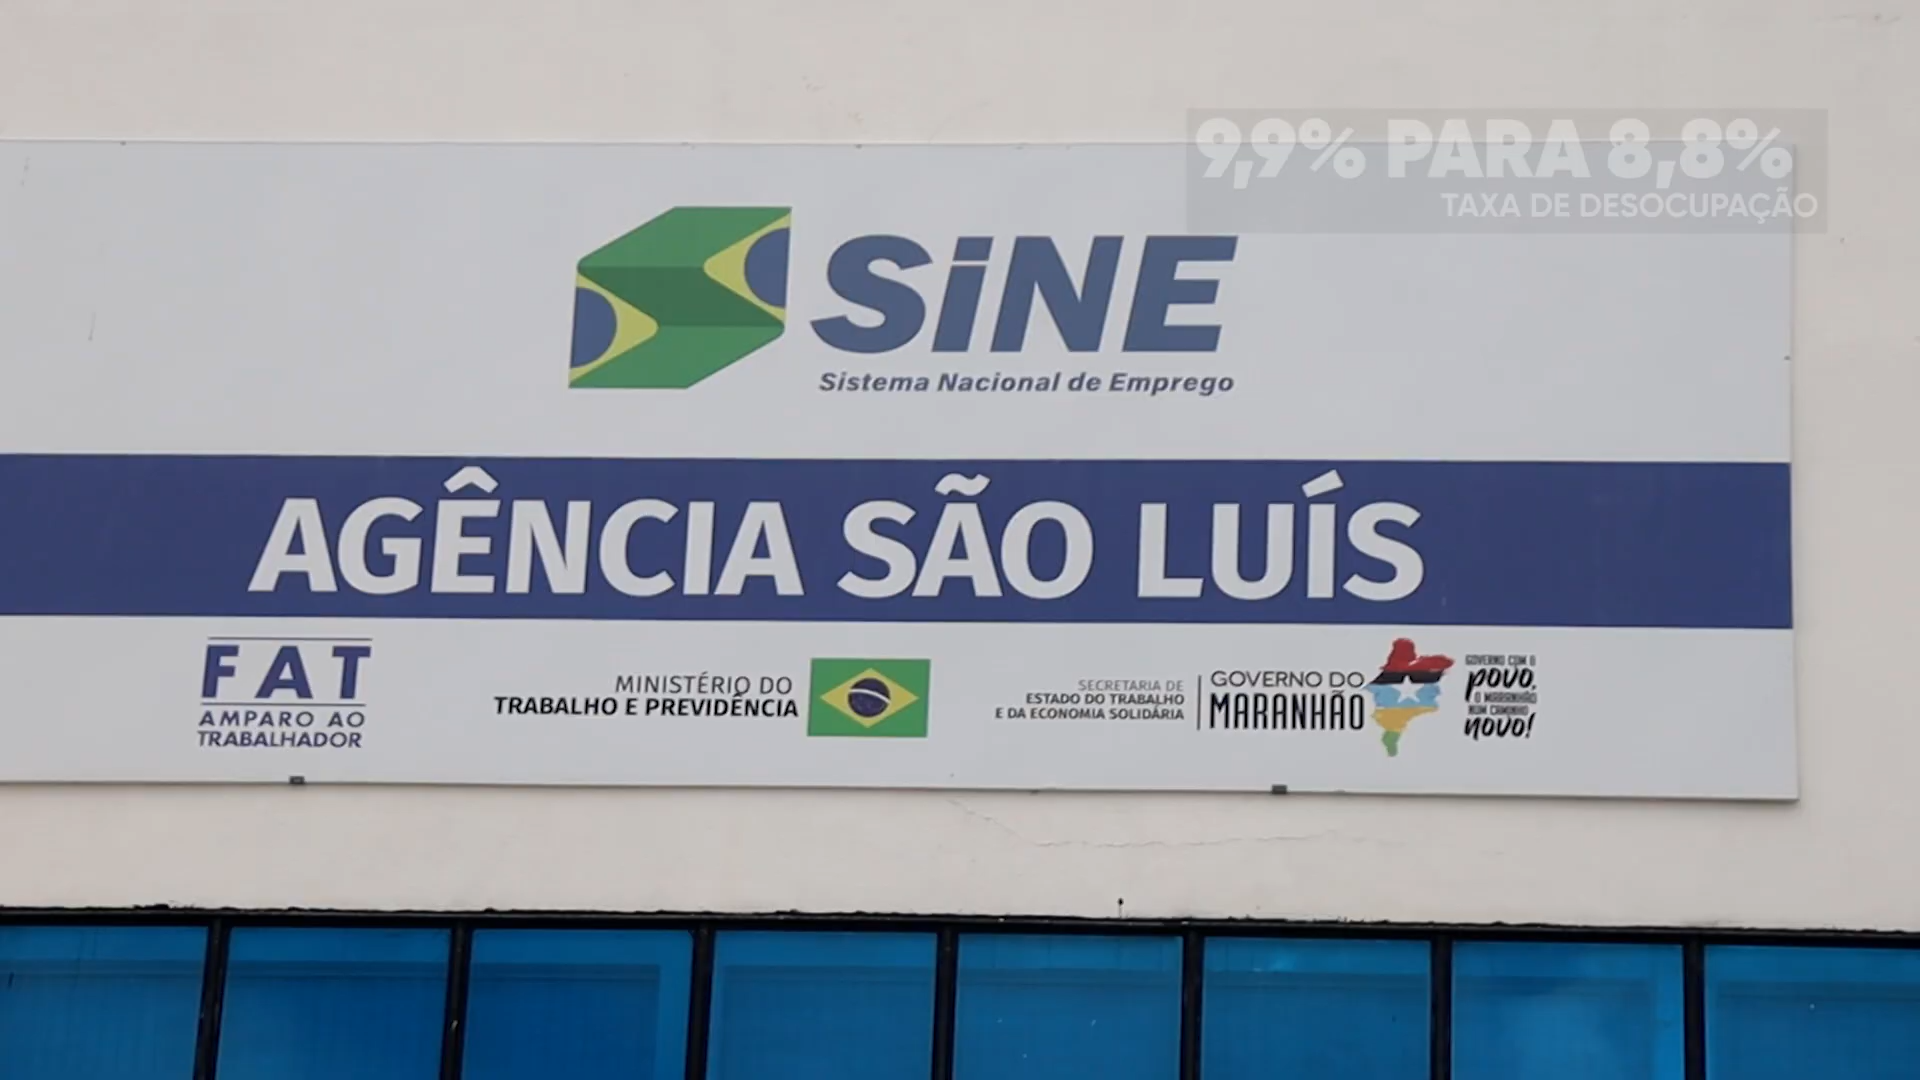 9,9% PARA 8,8%
TAXA DE DESOCUPAÇÃO
SiNE
Sistema Nacional de Emprego
AGÊNCIA SÃO LUÍS
FAT
AMPARO AO
TRABALHADOR
MINISTÉRIO DO
TRABALHO E PREVIDÊNCIA
SECRETARIA DE
ESTADO DO TRABALHO
E DA ECONOMIA SOLIDÁRIA
GOVERNO DO
MARANHÃO
GOVERNO COM O
povo,
O MARANHÃO
NUM CAMINHO
novo!